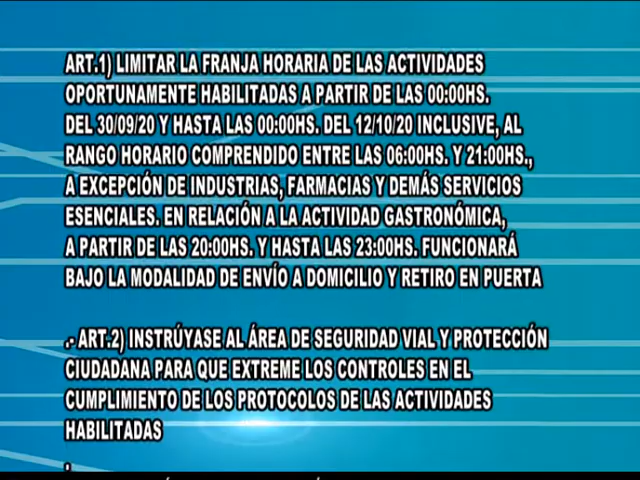 ART.1) LIMITAR LA FRANJA HORARIA DE LAS ACTIVIDADES
OPORTUNAMENTE HABILITADAS A PARTIR DE LAS 00:00HS.
DEL 30/09/20 Y HASTA LAS 00:00HS. DEL 12/10/20 INCLUSIVE, AL
RANGO HORARIO COMPRENDIDO ENTRE LAS 06:00HS. Y 21:00HS.,
A EXCEPCIÓN DE INDUSTRIAS, FARMACIAS Y DEMÁS SERVICIOS
ESENCIALES. EN RELACIÓN A LA ACTIVIDAD GASTRONÓMICA,
A PARTIR DE LAS 20:00HS. Y HASTA LAS 23:00HS. FUNCIONARÁ
BAJO LA MODALIDAD DE ENVÍO A DOMICILIO Y RETIRO EN PUERTA
.- ART.2) INSTRÚYASE AL ÁREA DE SEGURIDAD VIAL Y PROTECCIÓN
CIUDADANA PARA QUE EXTREME LOS CONTROLES EN EL
CUMPLIMIENTO DE LOS PROTOCOLOS DE LAS ACTIVIDADES
HABILITADAS
.